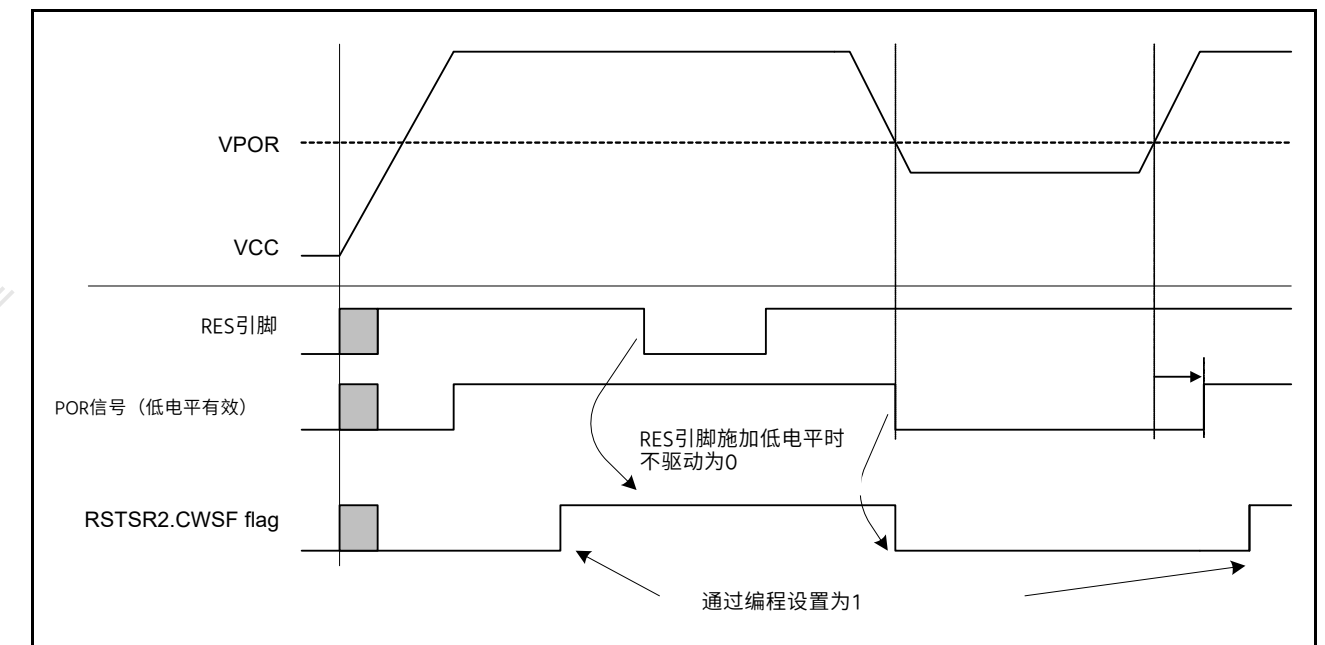 VPOR
VCC
RES引脚
POR信号（低电平有效）
RES引脚施加低电平时
不驱动为0
RSTSR2.CWSF flag
通过编程设置为1